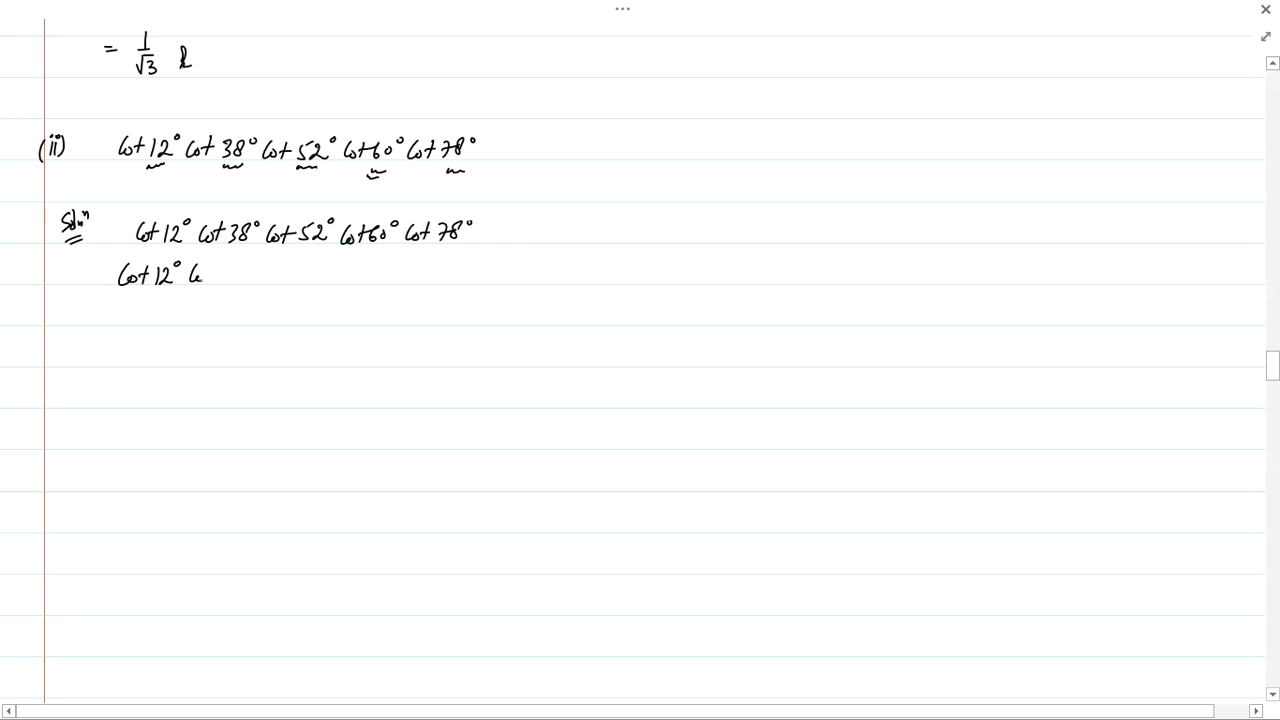 = 1/√3
(ii) Cot 12° Cot 38° Cot 52° Cot 60° Cot 78°
Soln Cot 12° Cot 38° Cot 52° Cot 60° Cot 78°
Cot 12° Co